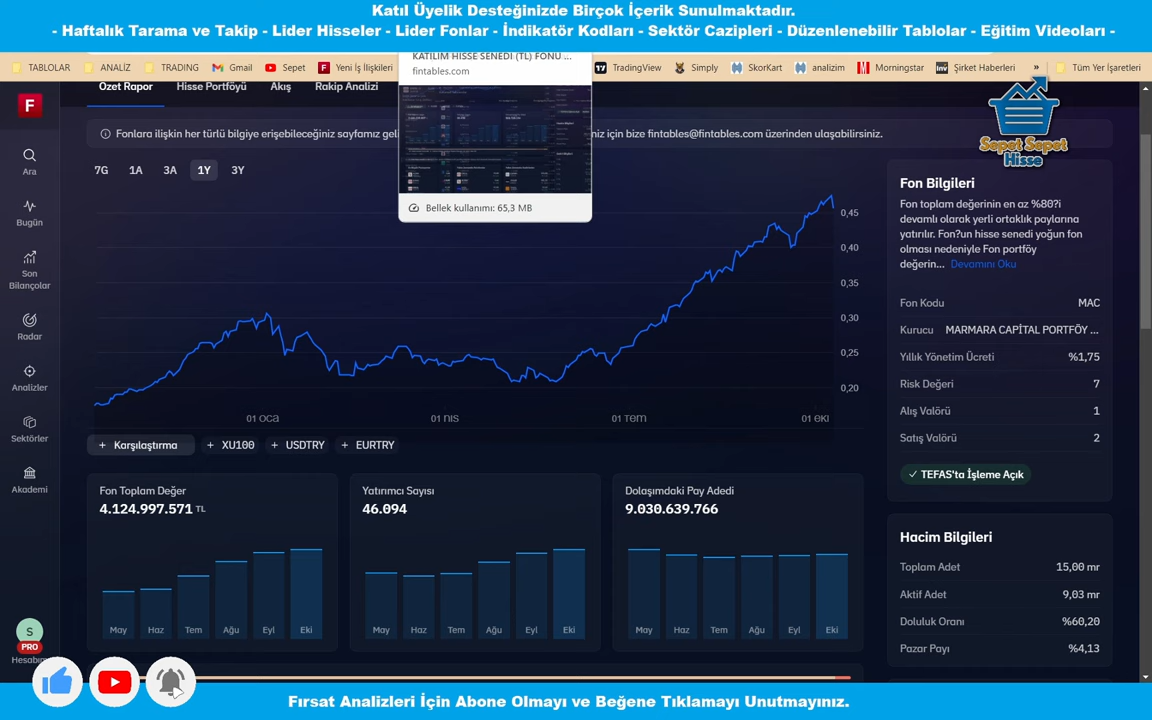 Katıl Üyelik Desteğinizde Birçok İçerik Sunulmaktadır.
- Haftalık Tarama ve Takip - Lider Hisseler - Lider Fonlar - İndikatör Kodları - Sektör Cazipleri - Düzenlenebilir Tablolar - Eğitim Videoları -
TABLOLAR
ANALİZ
TRADING
Gmail
Sepet
Yeni İş İlişkileri
KATILIM HİSSE SENEDİ (TL) FONU ...
fintables.com
TradingView
Simply
SkorKart
analizim
Morningstar
Şirket Haberleri
»
Tüm Yer İşaretleri
Özet Rapor
Hisse Portföyü
Akış
Rakip Analizi
Sepet Sepet
Hisse
F
Ara
Bugün
Son
Bilançolar
Radar
Analizler
Sektörler
Akademi
S
PRO
Hesabım
Fonlara ilişkin her türlü bilgiye erişebileceğiniz sayfamız geli
niz için bize fintables@fintables.com üzerinden ulaşabilirsiniz.
7G
1A
3A
1Y
3Y
Bellek kullanımı: 65,3 MB
0,45
0,40
0,35
0,30
0,25
0,20
01 Oca
01 Nis
01 Tem
01 Eki
+ Karşılaştırma
+ XU100
+ USDTRY
+ EURTRY
Fon Toplam Değer
4.124.997.571 TL
May Haz Tem Ağu Eyl Eki
Yatırımcı Sayısı
46.094
May Haz Tem Ağu Eyl Eki
Dolaşımdaki Pay Adedi
9.030.639.766
May Haz Tem Ağu Eyl Eki
Fon Bilgileri
Fon toplam değerinin en az %80?i
devamlı olarak yerli ortaklık paylarına
yatırılır. Fon?un hisse senedi yoğun fon
olması nedeniyle Fon portföy
değerin... Devamını Oku
Fon Kodu MAC
Kurucu MARMARA CAPİTAL PORTFÖY ...
Yıllık Yönetim Ücreti %1,75
Risk Değeri 7
Alış Valörü 1
Satış Valörü 2
TEFAS'ta İşleme Açık
Hacim Bilgileri
Toplam Adet 15,00 mr
Aktif Adet 9,03 mr
Doluluk Oranı %60,20
Pazar Payı %4,13
Fırsat Analizleri İçin Abone Olmayı ve Beğene Tıklamayı Unutmayınız.